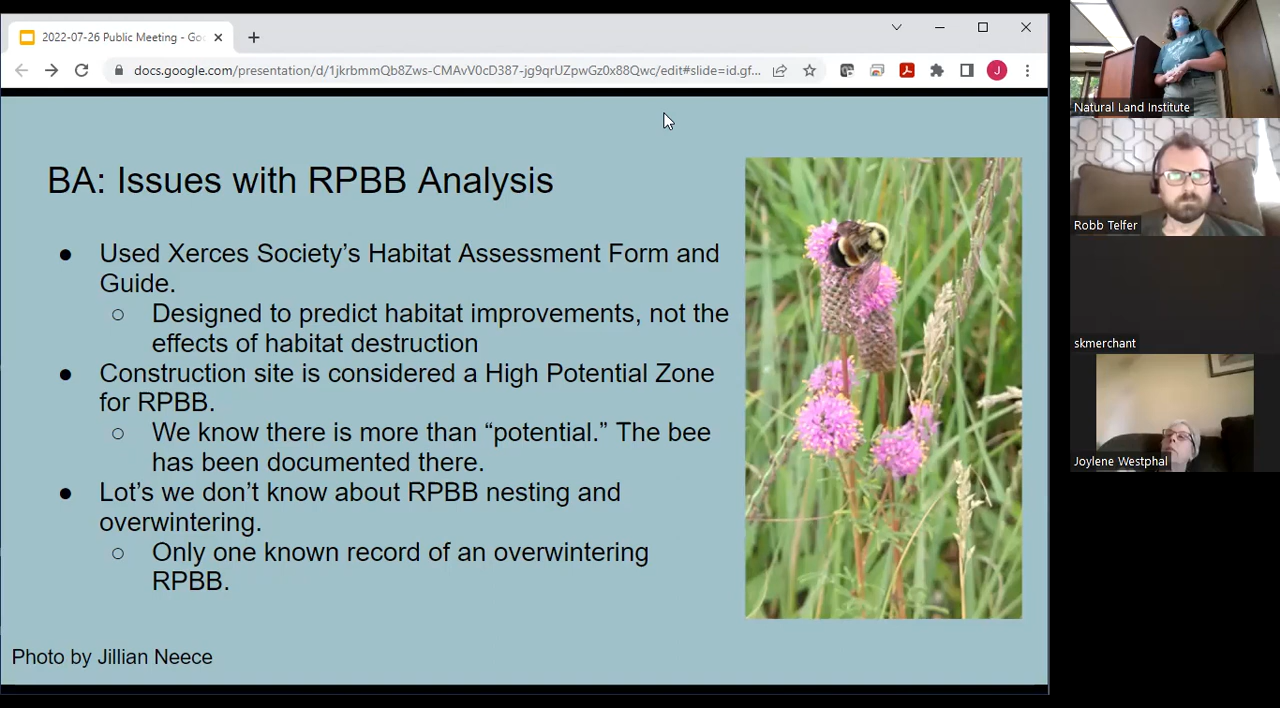 2022-07-26 Public Meeting - Goo
docs.google.com/presentation/d/1jkrbmmQbdZws-CMAvV0rD387-jg9qrUZpwGz0x88Qwc/edit#slide=id.gf...
J
BA: Issues with RPBB Analysis
● Used Xerces Society’s Habitat Assessment Form and
Guide.
○ Designed to predict habitat improvements, not the
effects of habitat destruction
● Construction site is considered a High Potential Zone
for RPBB.
○ We know there is more than “potential.” The bee
has been documented there.
● Lot’s we don’t know about RPBB nesting and
overwintering.
○ Only one known record of an overwintering
RPBB.
Photo by Jillian Neece
Natural Land Institute
Robb Telfer
skmerchant
Joylene Westphal